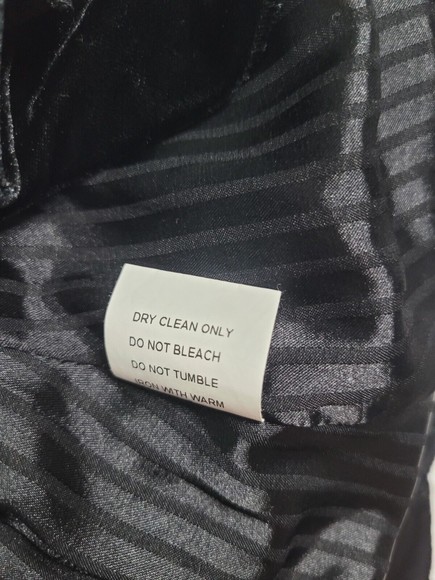 DRY CLEAN ONLY
DO NOT BLEACH
DO NOT TUMBLE
IRON WITH WARM